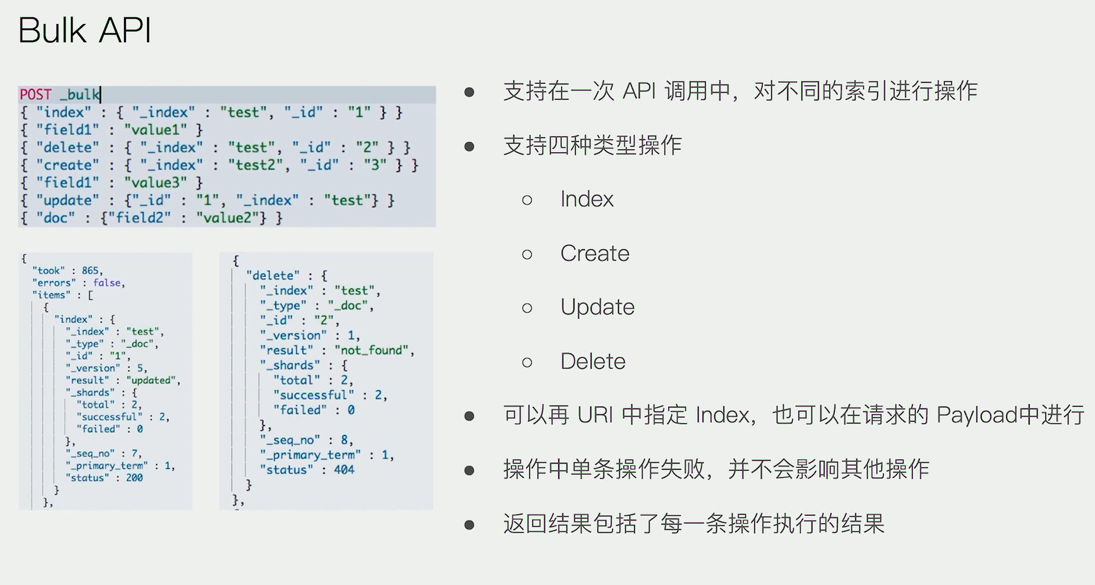 Bulk API
POST _bulk
{ "index" : { "_index" : "test", "_id" : "1" } }
{ "field1" : "value1" }
{ "delete" : { "_index" : "test", "_id" : "2" } }
{ "create" : { "_index" : "test2", "_id" : "3" } }
{ "field1" : "value3" }
{ "update" : {"_id" : "1", "_index" : "test"} }
{ "doc" : {"field2" : "value2"} }
{
"took" : 865,
"errors" : false,
"items" : [
{
"index" : {
"_index" : "test",
"_type" : "_doc",
"_id" : "1",
"_version" : 5,
"result" : "updated",
"_shards" : {
"total" : 2,
"successful" : 2,
"failed" : 0
},
"_seq_no" : 7,
"_primary_term" : 1,
"status" : 200
}
},
{
"delete" : {
"_index" : "test",
"_type" : "_doc",
"_id" : "2",
"_version" : 1,
"result" : "not_found",
"_shards" : {
"total" : 2,
"successful" : 2,
"failed" : 0
},
"_seq_no" : 8,
"_primary_term" : 1,
"status" : 404
}
},
● 支持在一次 API 调用中，对不同的索引进行操作
● 支持四种类型操作
○ Index
○ Create
○ Update
○ Delete
● 可以再 URI 中指定 Index，也可以在请求的 Payload中进行
● 操作中单条操作失败，并不会影响其他操作
● 返回结果包括了每一条操作执行的结果